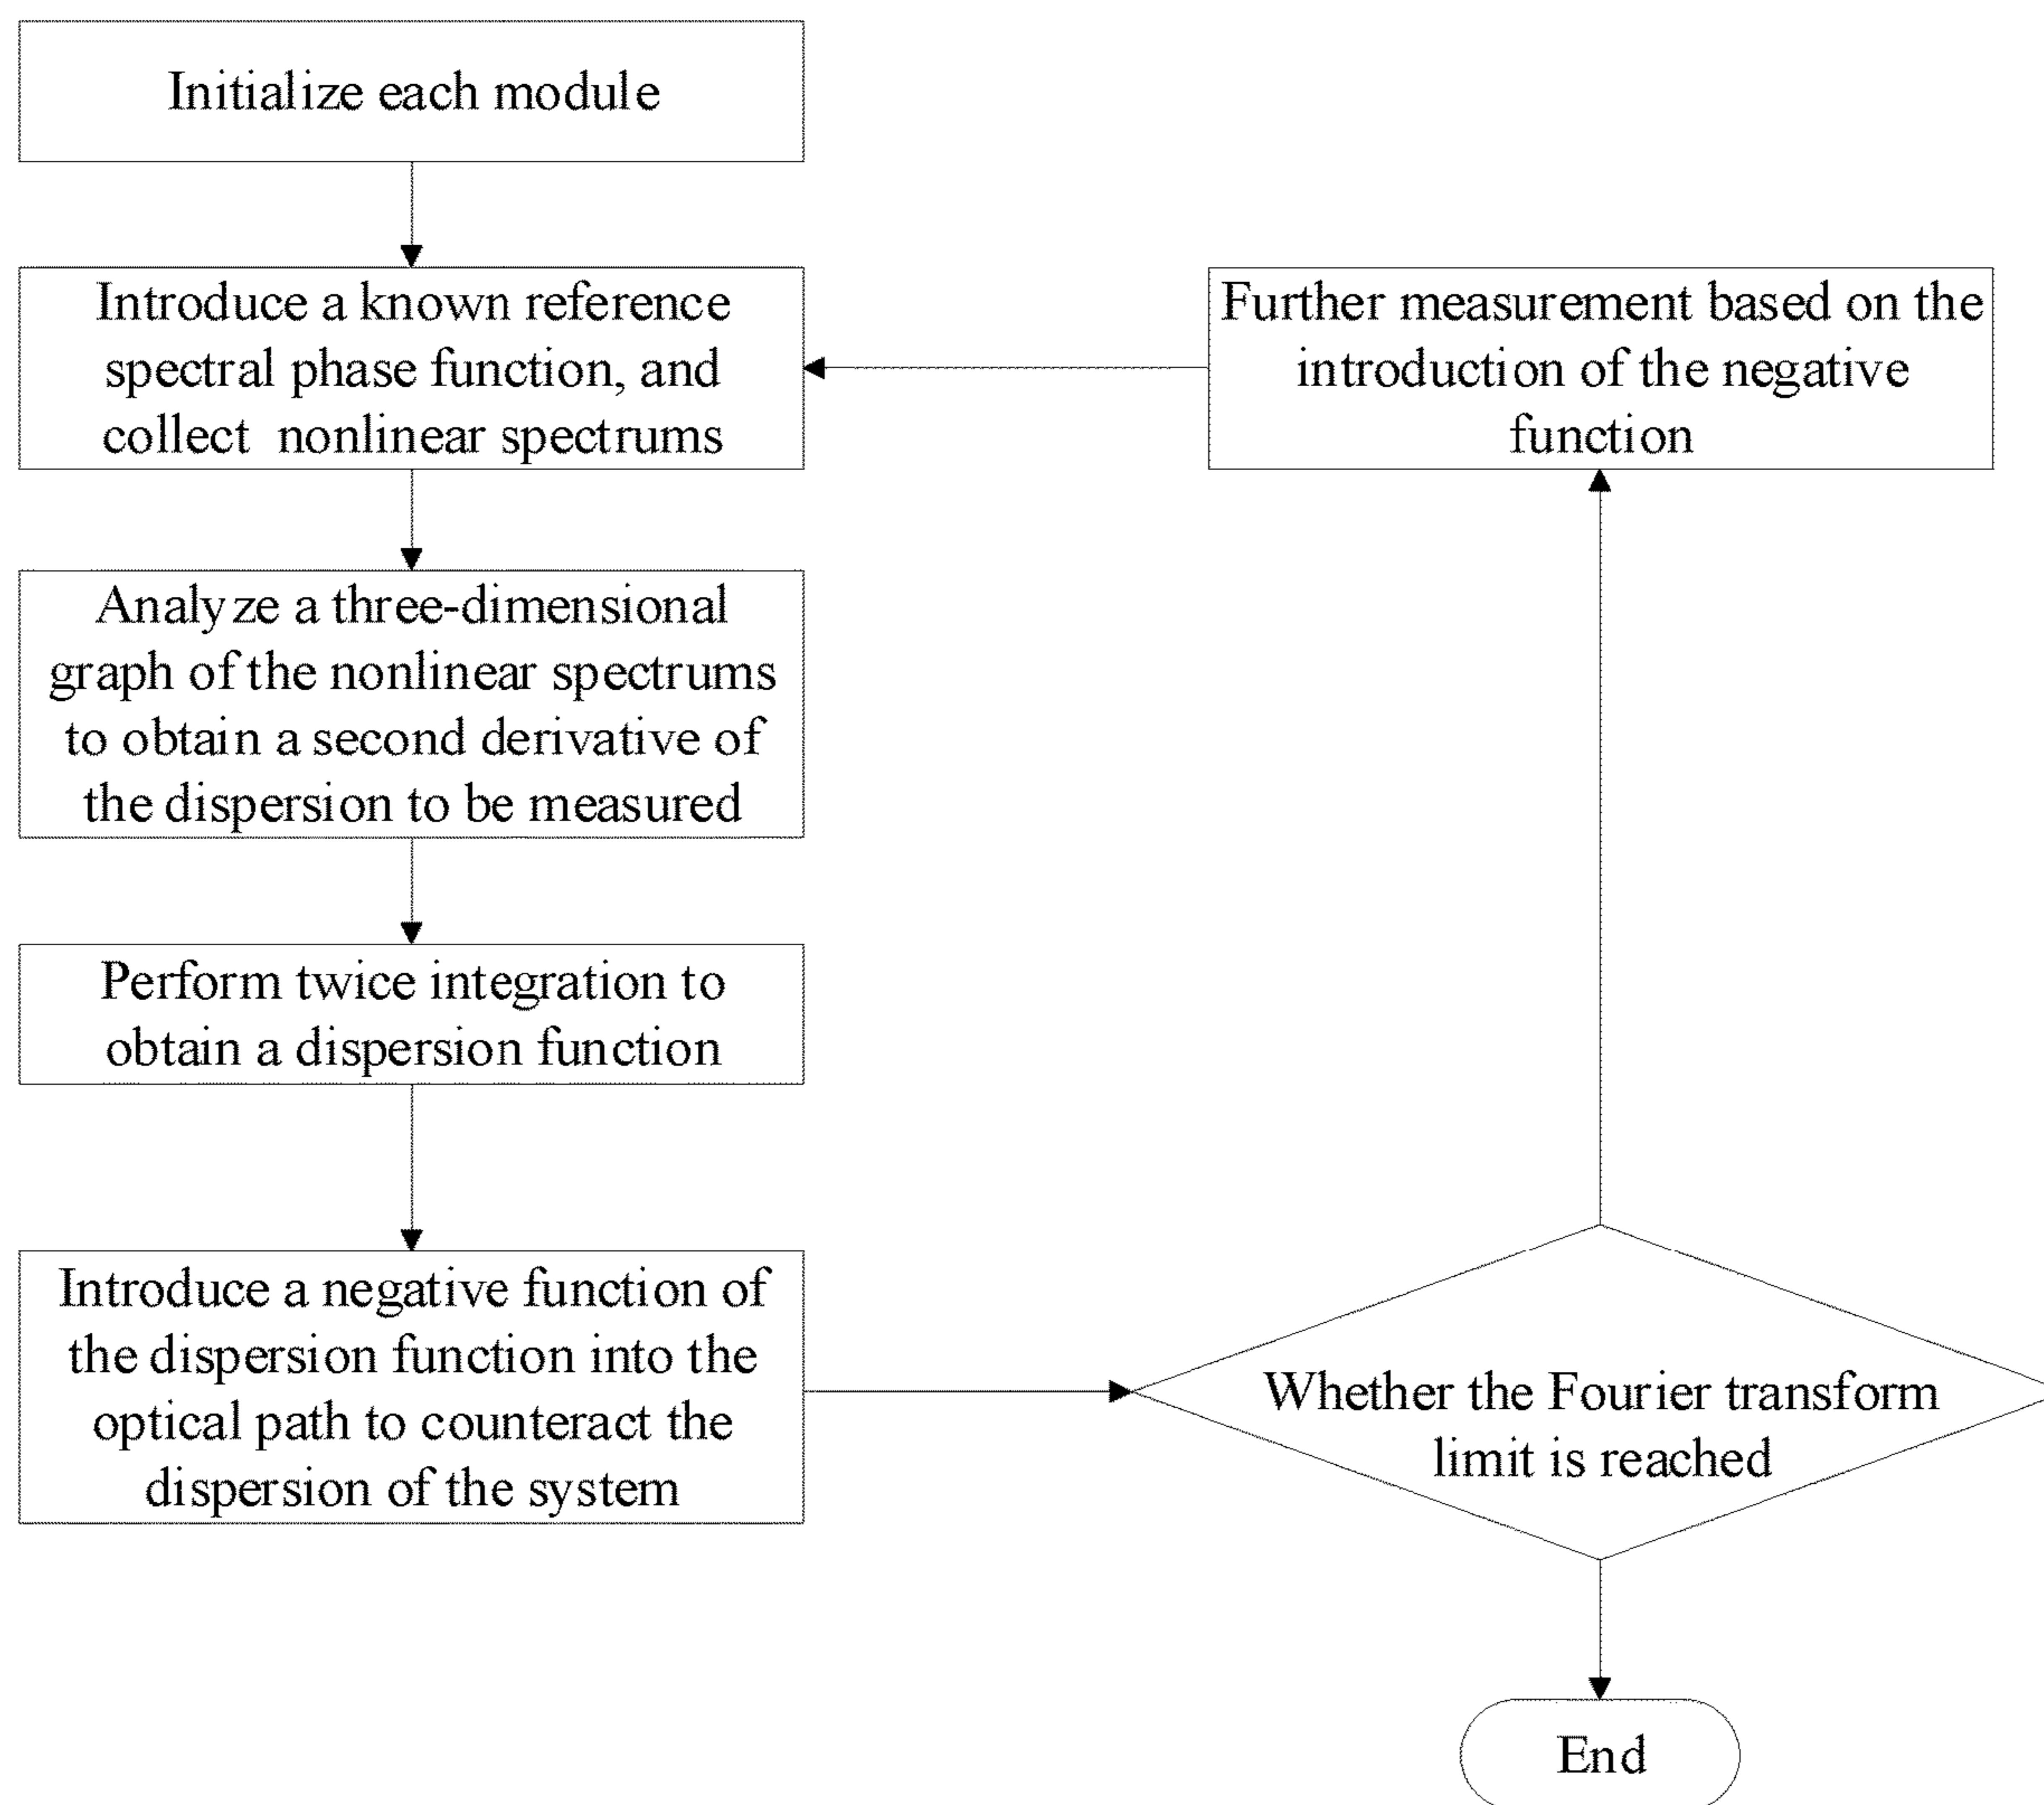 Initialize each module
Introduce a known reference
spectral phase function, and
collect nonlinear spectrums
Further measurement based on the
introduction of the negative
function
Analyze a three-dimensional
graph of the nonlinear spectrums
to obtain a second derivative of
the dispersion to be measured
Perform twice integration to
obtain a dispersion function
Introduce a negative function of
the dispersion function into the
optical path to counteract the
dispersion of the system
Whether the Fourier transform
limit is reached
End